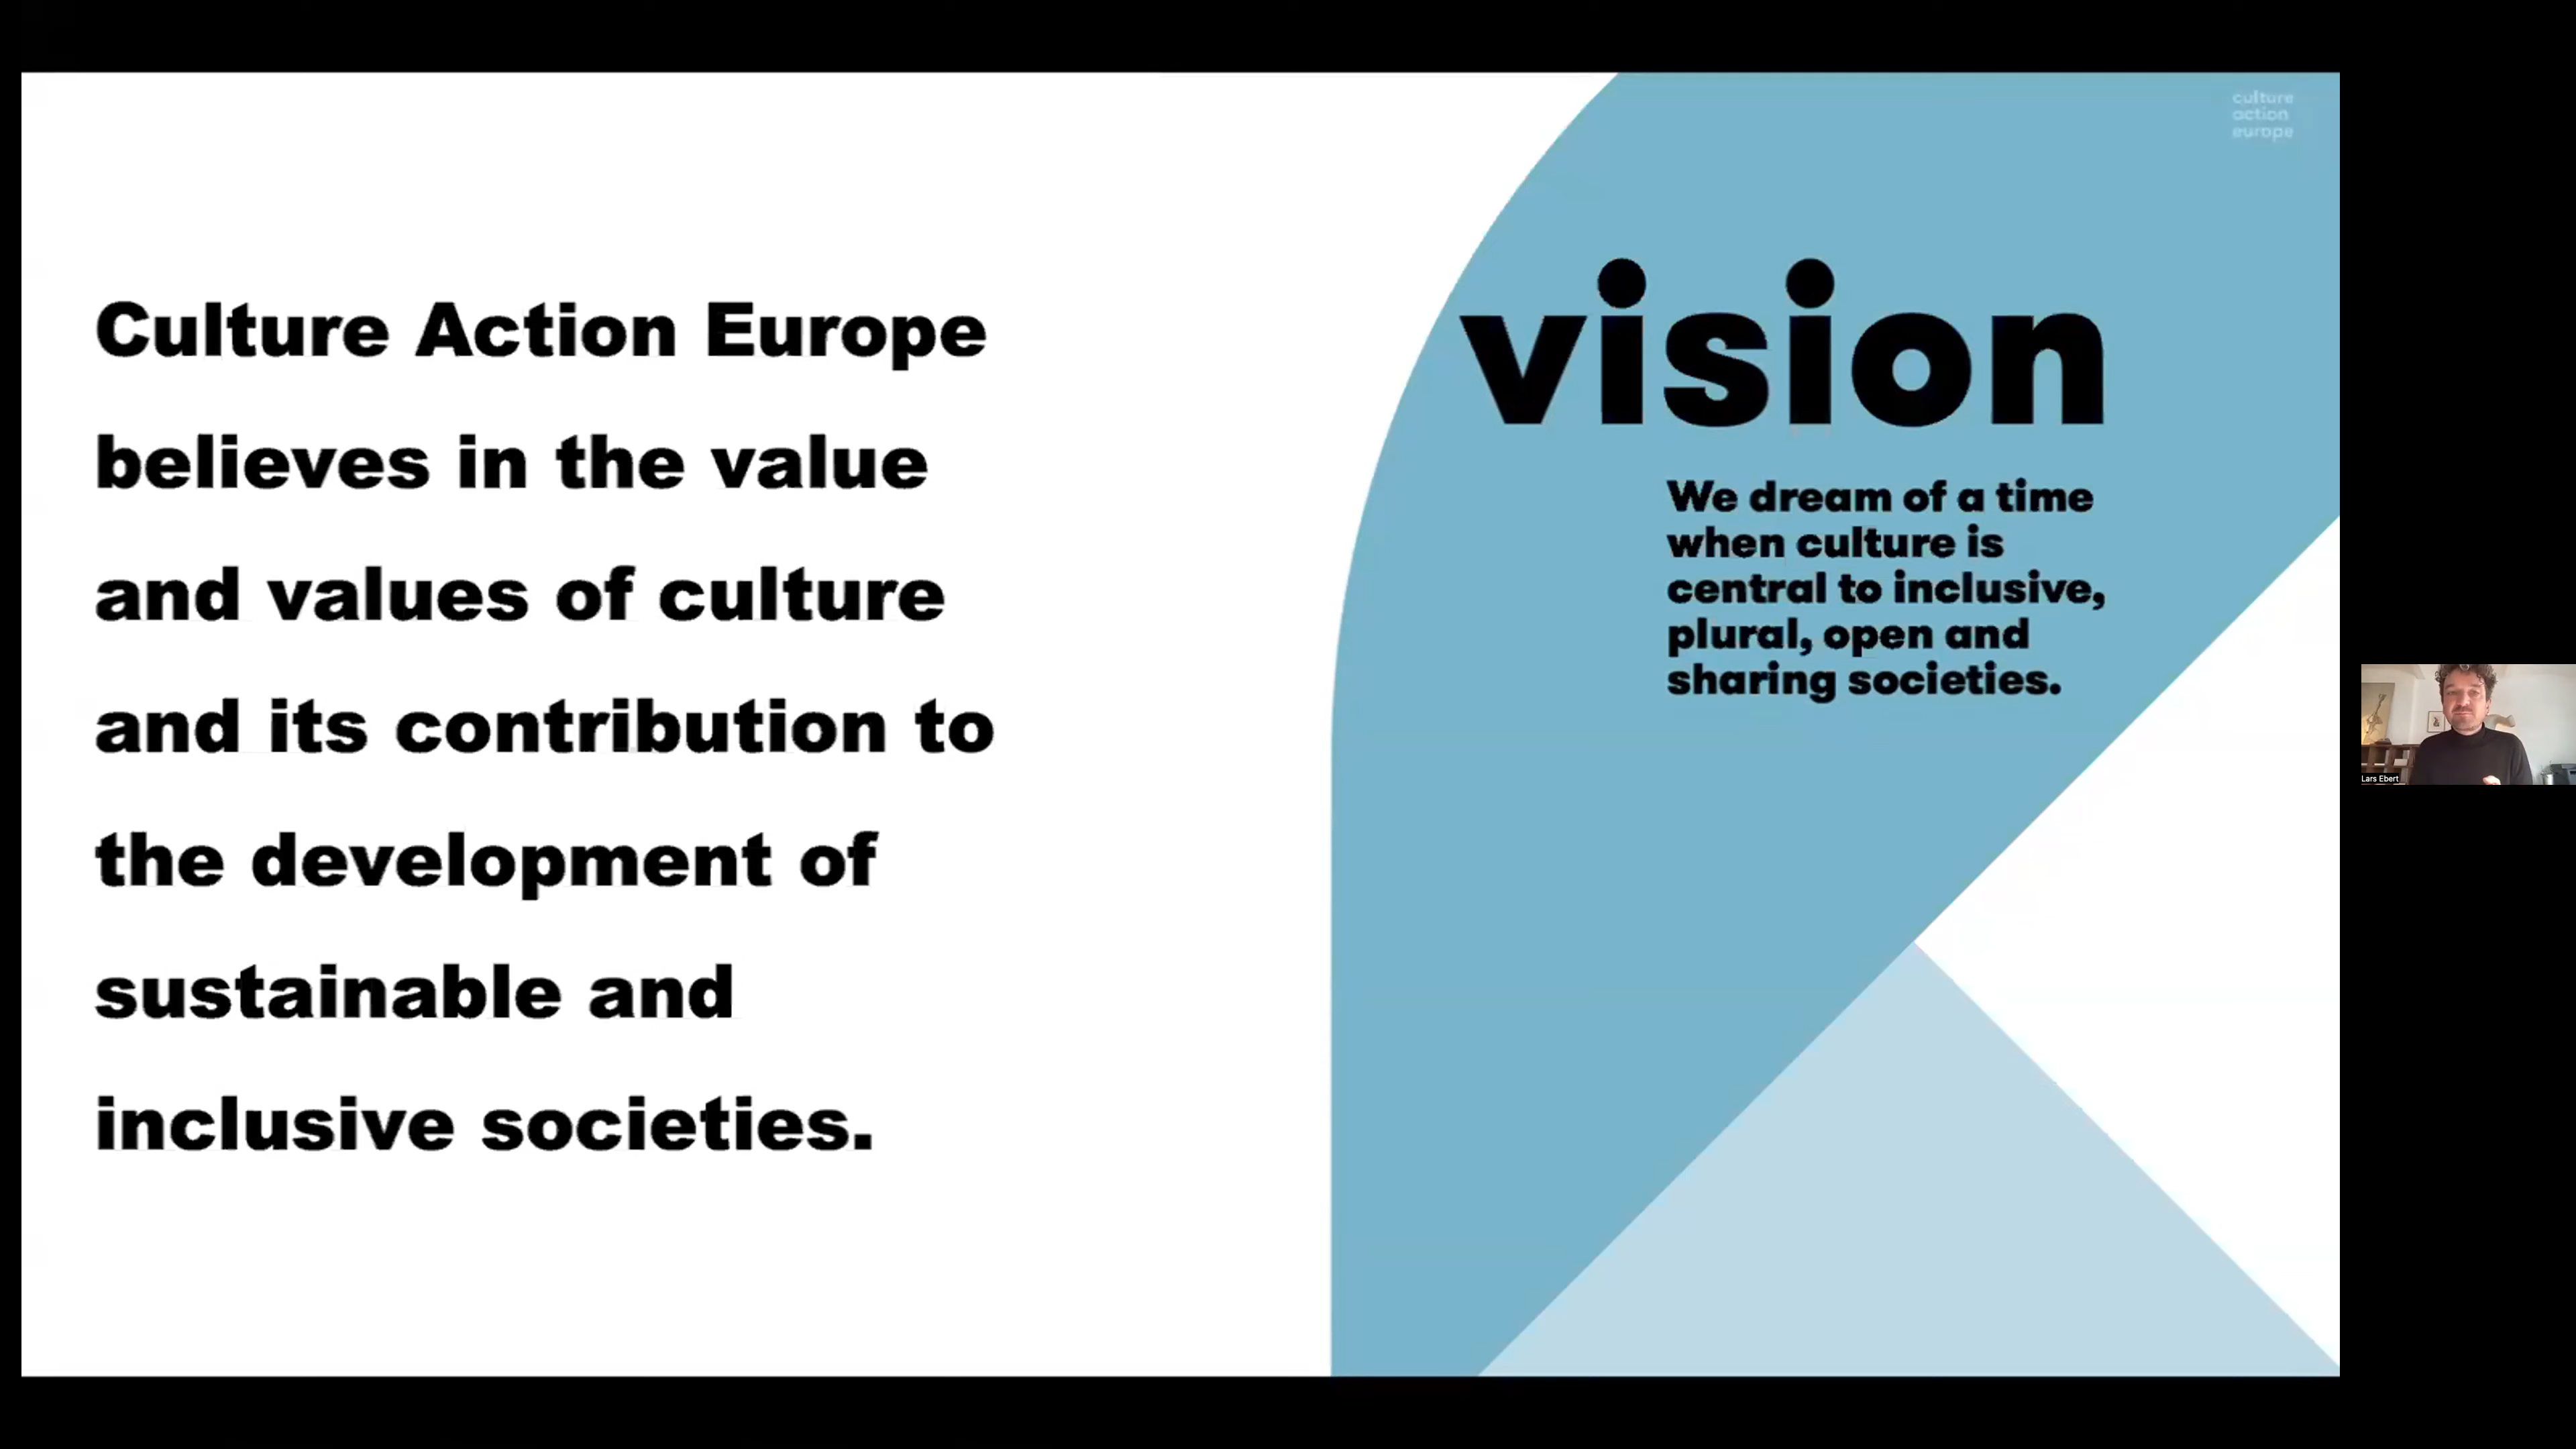 Culture Action Europe
believes in the value
and values of culture
and its contribution to
the development of
sustainable and
inclusive societies.
culture
action
europe
vision
We dream of a time
when culture is
central to inclusive,
plural, open and
sharing societies.
Lars Ebert